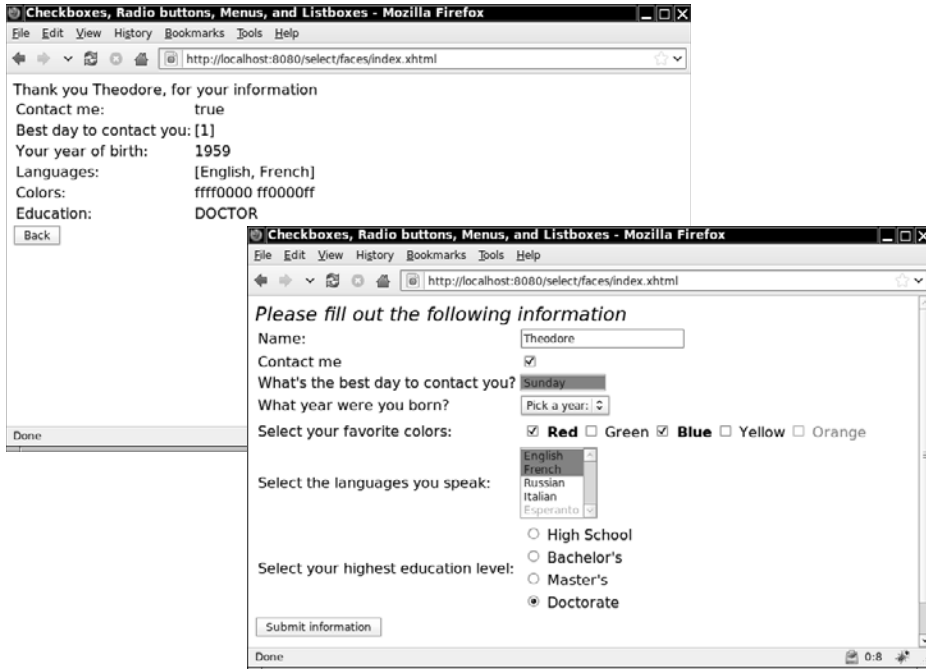 Checkboxes, Radio buttons, Menus, and Listboxes - Mozilla Firefox
File Edit View History Bookmarks Tools Help
http://localhost:8080/select/faces/index.xhtml
Thank you Theodore, for your information
Contact me: true
Best day to contact you: [1]
Your year of birth: 1959
Languages: [English, French]
Colors: ffff0000 ff0000ff
Education: DOCTOR
Back
Done
Checkboxes, Radio buttons, Menus, and Listboxes - Mozilla Firefox
File Edit View History Bookmarks Tools Help
http://localhost:8080/select/faces/index.xhtml
Please fill out the following information
Name: Theodore
Contact me
What's the best day to contact you? Sunday
What year were you born? Pick a year:
Select your favorite colors: Red Green Blue Yellow Orange
Select the languages you speak:
English
French
Russian
Italian
Esperanto
Select your highest education level:
High School
Bachelor's
Master's
Doctorate
Submit information
Done 0:8